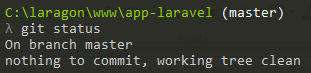 C:\laragon\www\app-laravel (master)
λ git status
On branch master
nothing to commit, working tree clean